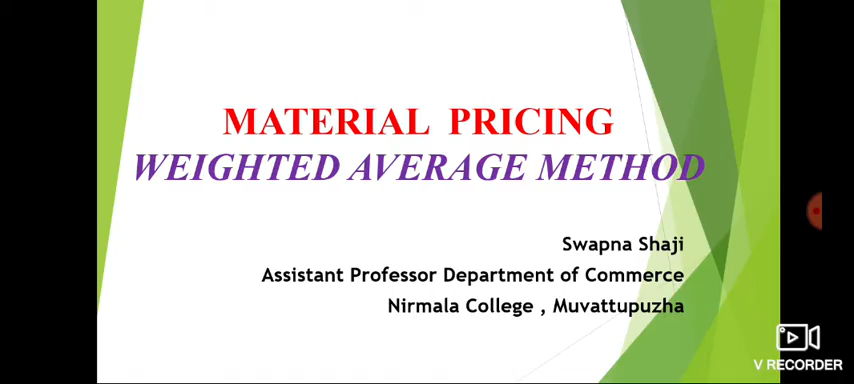 MATERIAL PRICING
WEIGHTED AVERAGE METHOD
Swapna Shaji
Assistant Professor Department of Commerce
Nirmala College , Muvattupuzha
V RECORDER